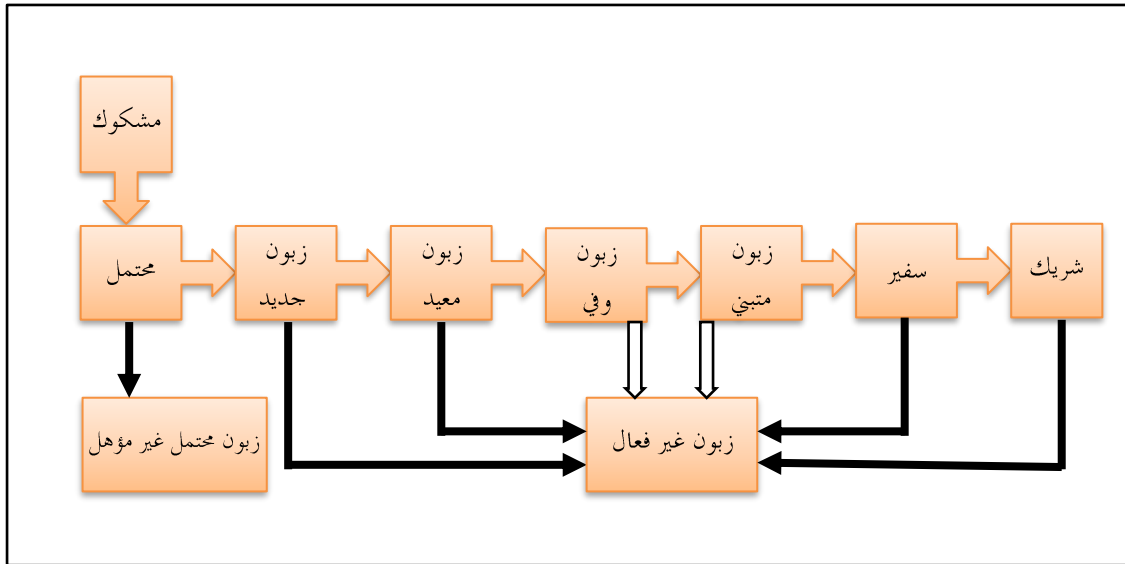 مشكوك
محتمل
زبون
جديد
زبون
معيد
زبون
وفي
زبون
متبني
سفير
شريك
زبون محتمل غير مؤهل
زبون غير فعال